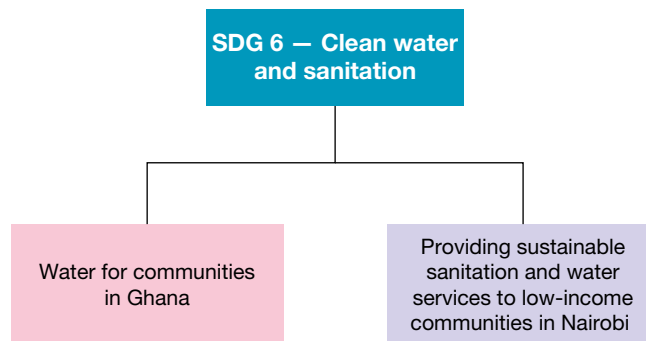 SDG 6 — Clean water
and sanitation
Water for communities
in Ghana
Providing sustainable
sanitation and water
services to low-income
communities in Nairobi